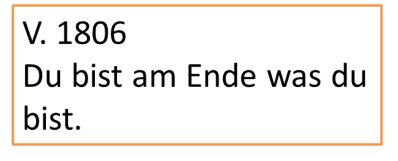 V. 1806
Du bist am Ende was du
bist.